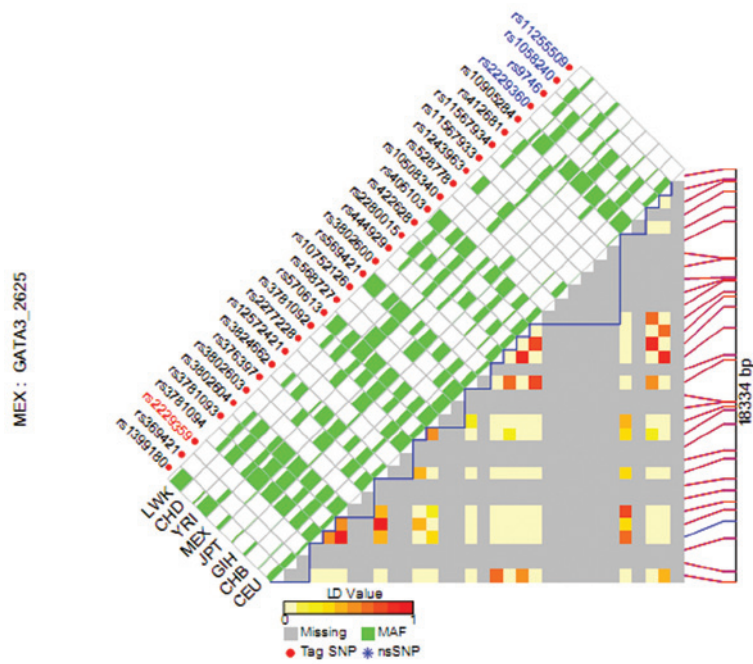 MEX : GATA3_2625
rs11255509
rs1058240
rs9746
rs2229360
rs10905284
rs412681
rs11567934
rs11567933
rs1243963
rs528778
rs10508340
rs406103
rs422628
rs2280015
rs444929
rs3802600
rs569421
rs10752126
rs568727
rs570613
rs3781092
rs2277228
rs12572421
rs3824662
rs376397
rs3802603
rs3802604
rs3781093
rs3781094
rs2229359
rs369421
rs1399180
LWK
CHD
YRI
MEX
JPT
GIH
CHB
CEU
18334 bp
LD Value
0 1
Missing MAF
Tag SNP nsSNP